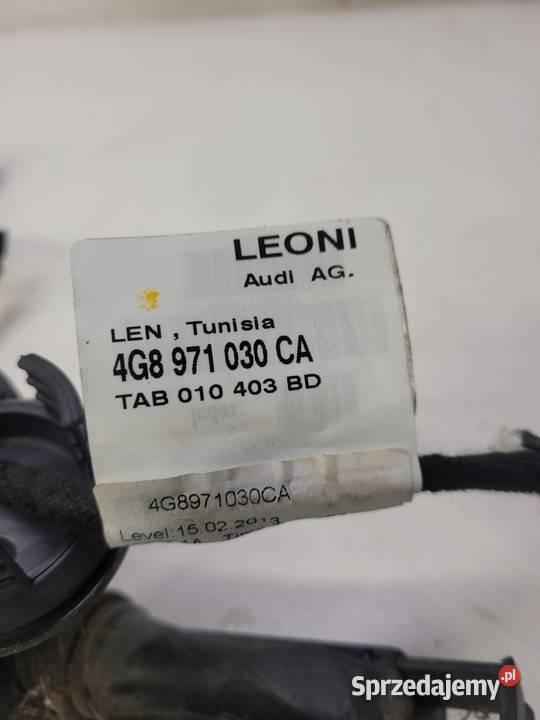 LEONI
Audi AG.
LEN , Tunisia
4G8 971 030 CA
TAB 010 403 BD
4G8971030CA
Level:15.02.2013
Sprzedajemy.pl